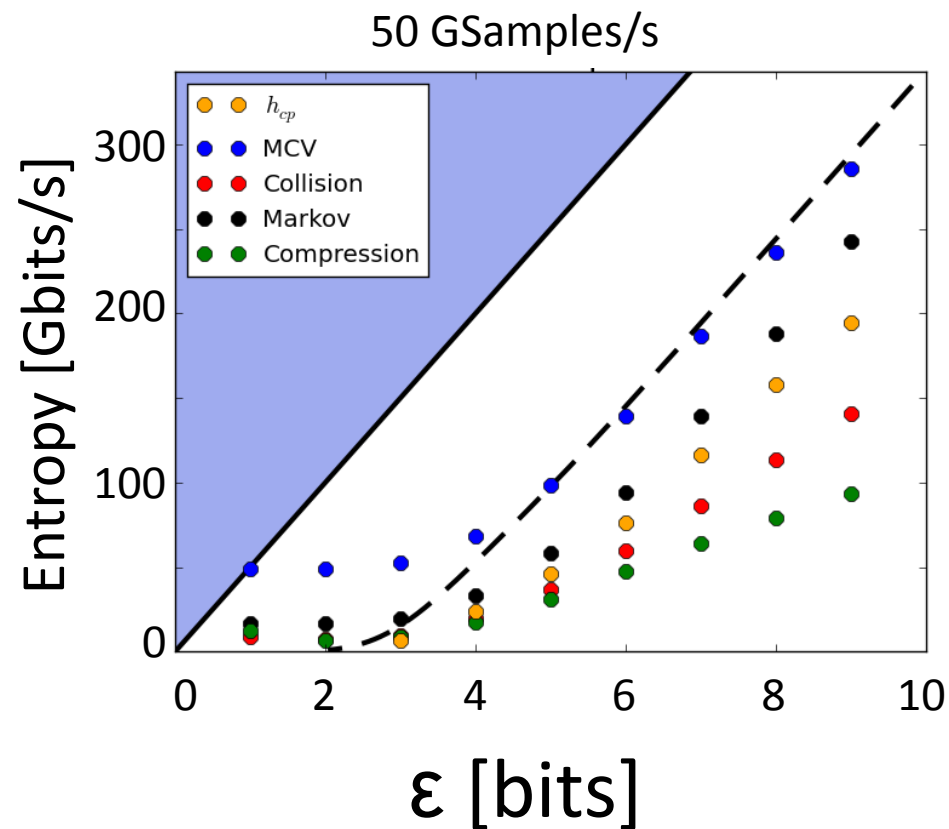 50 GSamples/s
h_cp
MCV
Collision
Markov
Compression
Entropy [Gbits/s]
300
200
100
0
0 2 4 6 8 10
ε [bits]